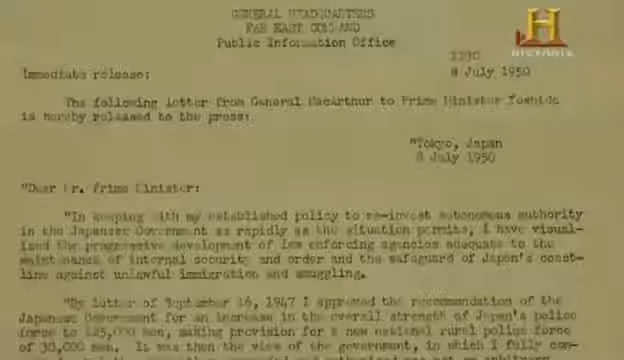 GENERAL HEADQUARTERS
FAR EAST COMMAND
Public Information Office
1230
Immediate release:
8 July 1950
HISTORIA
The following letter from General MacArthur to Prime Minister Yoshida
is hereby released to the press:
"Tokyo, Japan
8 July 1950
"Dear Mr. Prime Minister:
"In keeping with my established policy to re-invest autonomous authority
in the Japanese Government as rapidly as the situation permits, I have visual-
ized the progressive development of law enforcing agencies adequate to the
maintenance of internal security and order and the safeguard of Japan's coast-
line against unlawful immigration and smuggling.
"By letter of September 16, 1947 I approved the recommendation of the
Japanese Government for an increase in the overall strength of Japan's police
force to 125,000 men, making provision for a new national rural police force
of 30,000 men. It was then the view of the government, in which I fully con-